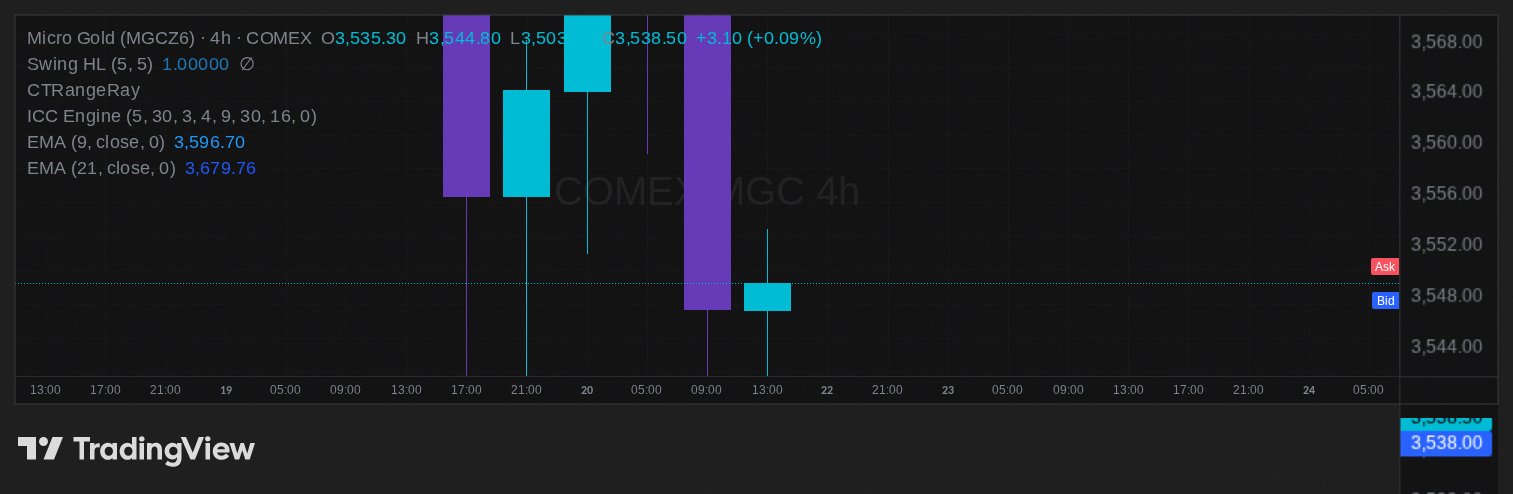 Micro Gold (MGCZ6) · 4h · COMEX O3,535.30 H3,544.80 L3,503 C3,538.50 +3.10 (+0.09%)
Swing HL (5, 5) 1.00000 ∅
CTRangeRay
ICC Engine (5, 30, 3, 4, 9, 30, 16, 0)
EMA (9, close, 0) 3,596.70
EMA (21, close, 0) 3,679.76
COMEX MGC 4h
3,568.00
3,564.00
3,560.00
3,556.00
3,552.00
Ask
3,548.00
Bid
3,544.00
13:00 17:00 21:00 19 05:00 09:00 13:00 17:00 21:00 20 05:00 09:00 13:00 22 21:00 23 05:00 09:00 13:00 17:00 21:00 24 05:00
TradingView
3,538.50
3,538.00